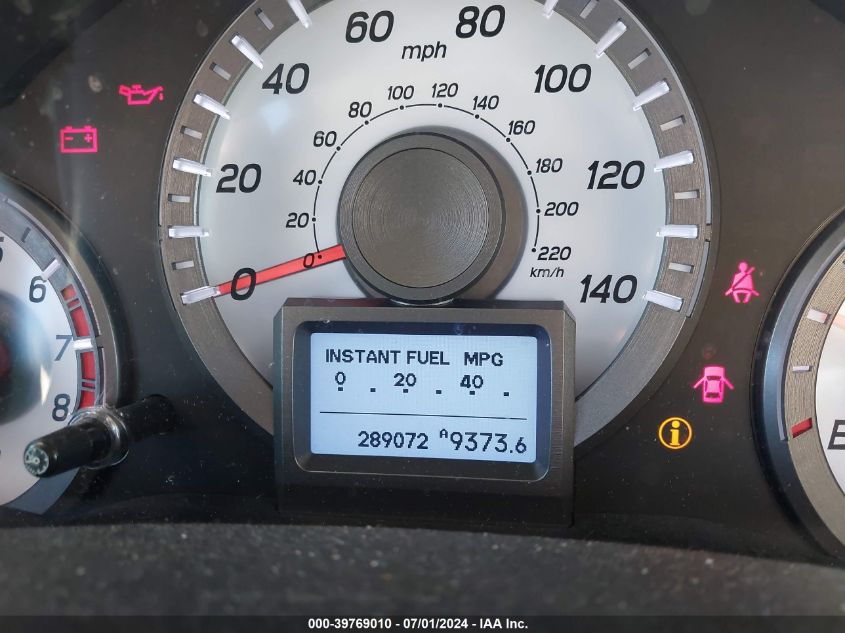 60 80
mph
40 100
20 120
0 140
0 20 40 60 80 100 120 140 160 180 200 220
km/h
5
6
7
8
INSTANT FUEL MPG
0 . 20 . 40 .
289072 A9373.6
E
000-39769010 - 07/01/2024 - IAA Inc.